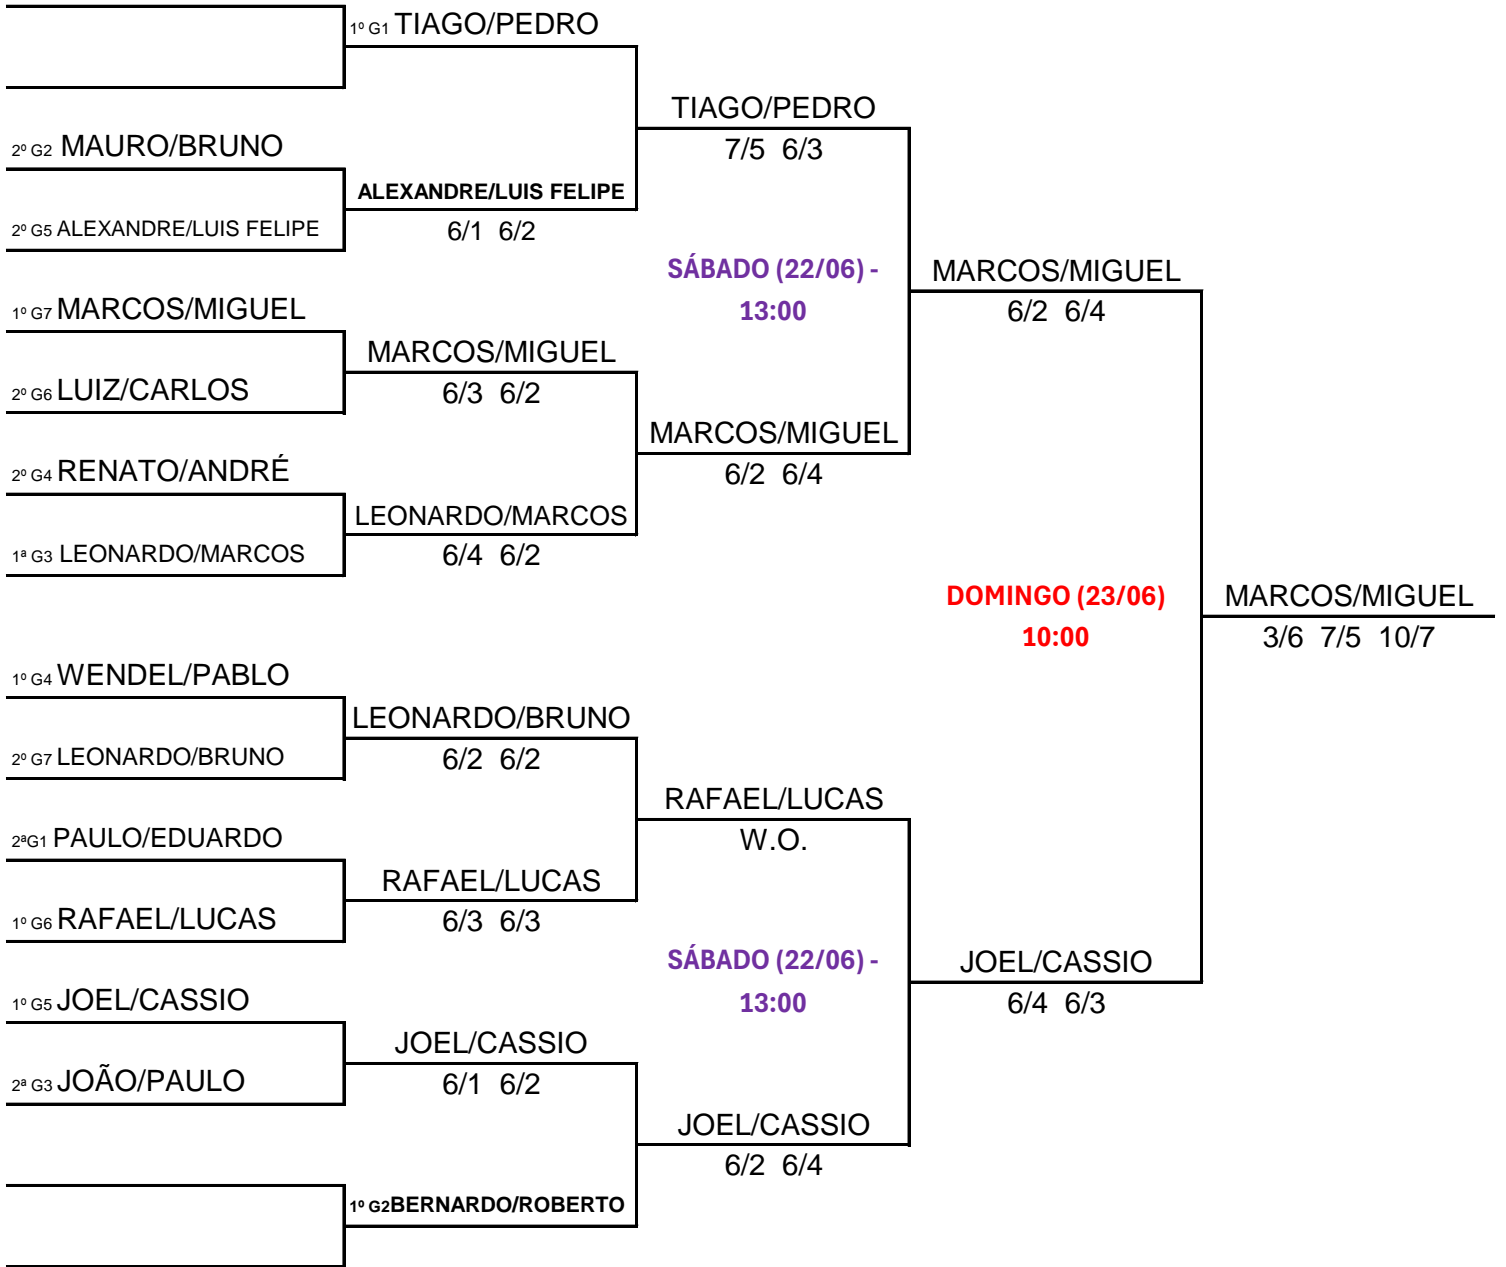 1º G1 TIAGO/PEDRO
TIAGO/PEDRO
7/5 6/3
2º G2 MAURO/BRUNO
ALEXANDRE/LUIS FELIPE
6/1 6/2
2º G5 ALEXANDRE/LUIS FELIPE
SÁBADO (22/06) -
13:00
MARCOS/MIGUEL
6/2 6/4
1º G7 MARCOS/MIGUEL
MARCOS/MIGUEL
6/3 6/2
2º G6 LUIZ/CARLOS
MARCOS/MIGUEL
6/2 6/4
2º G4 RENATO/ANDRÉ
LEONARDO/MARCOS
6/4 6/2
1ª G3 LEONARDO/MARCOS
DOMINGO (23/06)
10:00
MARCOS/MIGUEL
3/6 7/5 10/7
1º G4 WENDEL/PABLO
LEONARDO/BRUNO
6/2 6/2
2º G7 LEONARDO/BRUNO
RAFAEL/LUCAS
W.O.
2ªG1 PAULO/EDUARDO
RAFAEL/LUCAS
6/3 6/3
1º G6 RAFAEL/LUCAS
SÁBADO (22/06) -
13:00
JOEL/CASSIO
6/4 6/3
1º G5 JOEL/CASSIO
JOEL/CASSIO
6/1 6/2
2ª G3 JOÃO/PAULO
JOEL/CASSIO
6/2 6/4
1º G2BERNARDO/ROBERTO